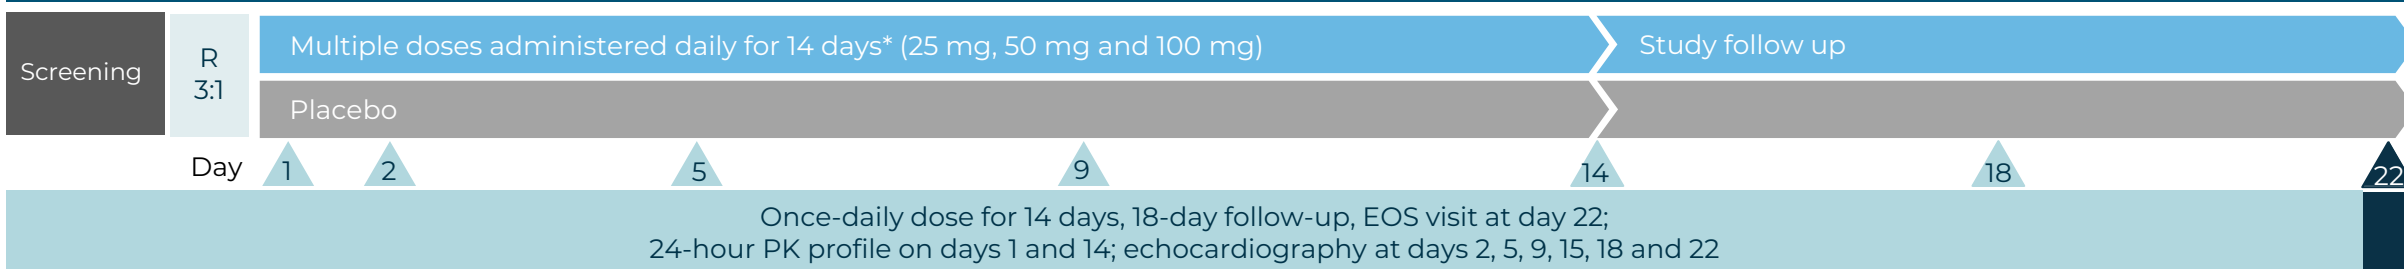 Screening
R
3:1
Multiple doses administered daily for 14 days* (25 mg, 50 mg and 100 mg)
Study follow up
Placebo
Day 1 2 5 9 14 18 22
Once-daily dose for 14 days, 18-day follow-up, EOS visit at day 22;
24-hour PK profile on days 1 and 14; echocardiography at days 2, 5, 9, 15, 18 and 22